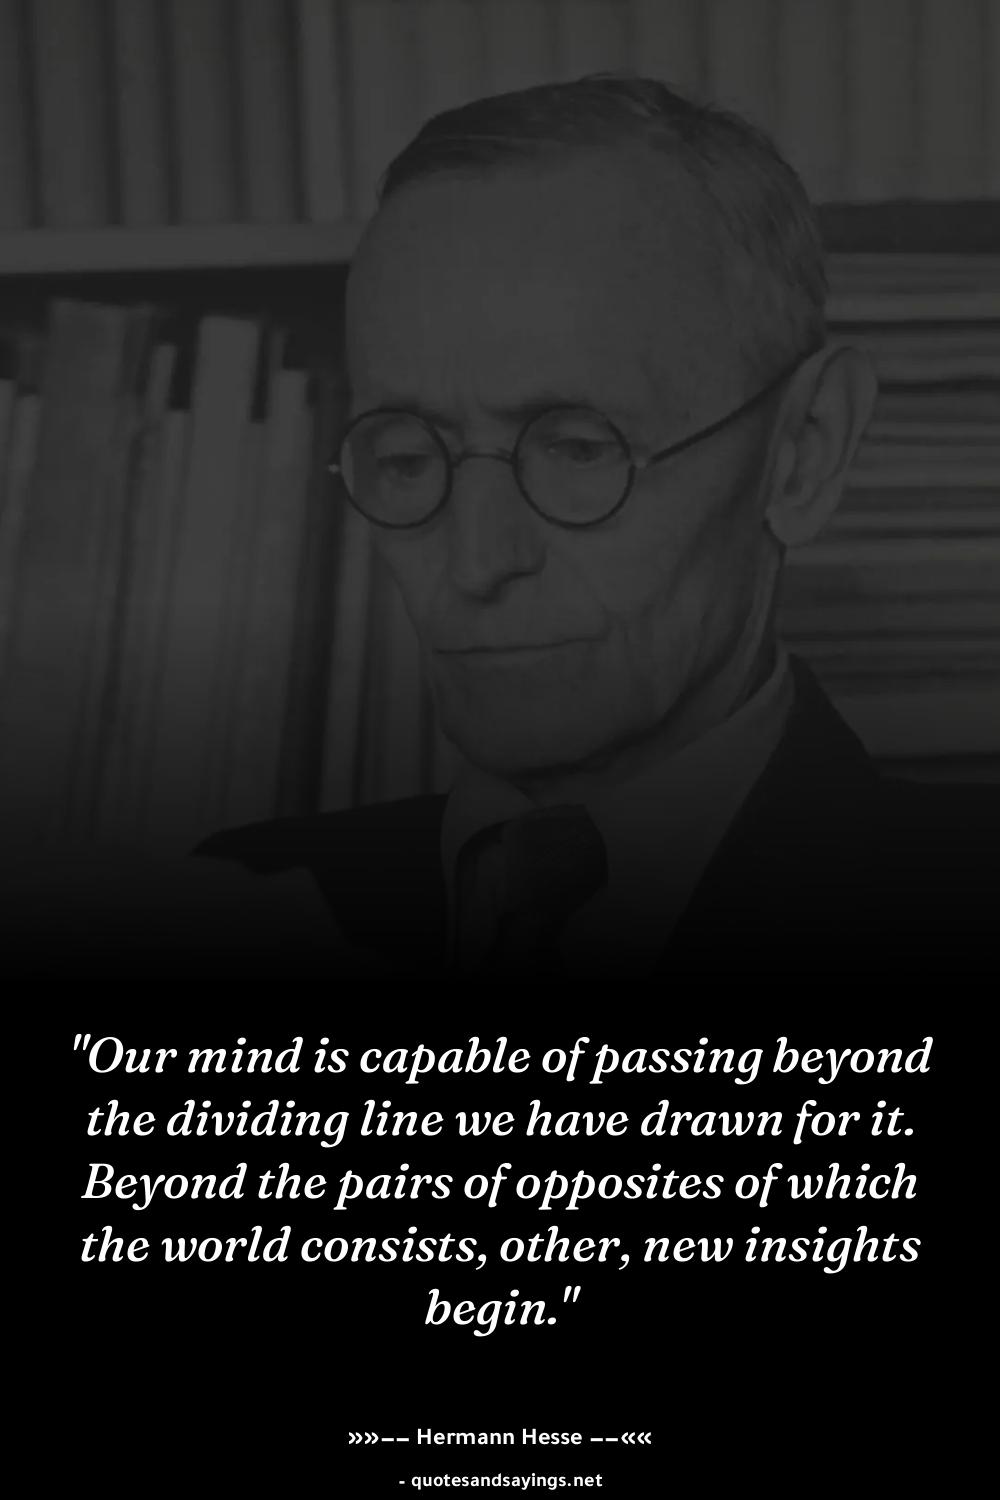 "Our mind is capable of passing beyond
the dividing line we have drawn for it.
Beyond the pairs of opposites of which
the world consists, other, new insights
begin."
»»—— Hermann Hesse ——««
- quotesandsayings.net